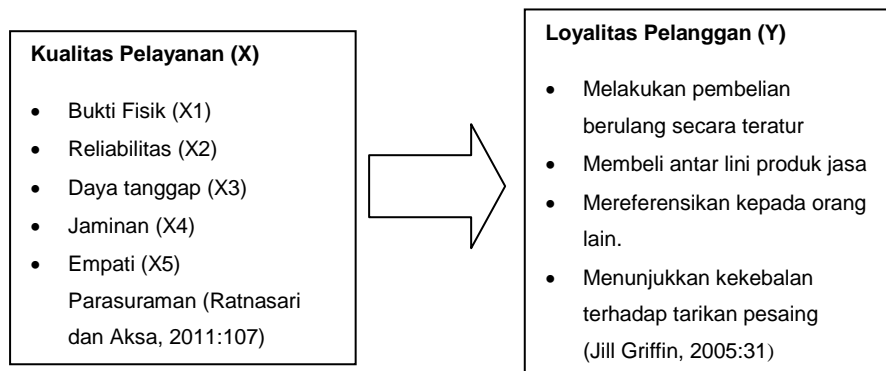 Kualitas Pelayanan (X)
• Bukti Fisik (X1)
• Reliabilitas (X2)
• Daya tanggap (X3)
• Jaminan (X4)
• Empati (X5)
Parasuraman (Ratnasari
dan Aksa, 2011:107)
Loyalitas Pelanggan (Y)
• Melakukan pembelian
berulang secara teratur
• Membeli antar lini produk jasa
• Mereferensikan kepada orang
lain.
• Menunjukkan kekebalan
terhadap tarikan pesaing
(Jill Griffin, 2005:31)